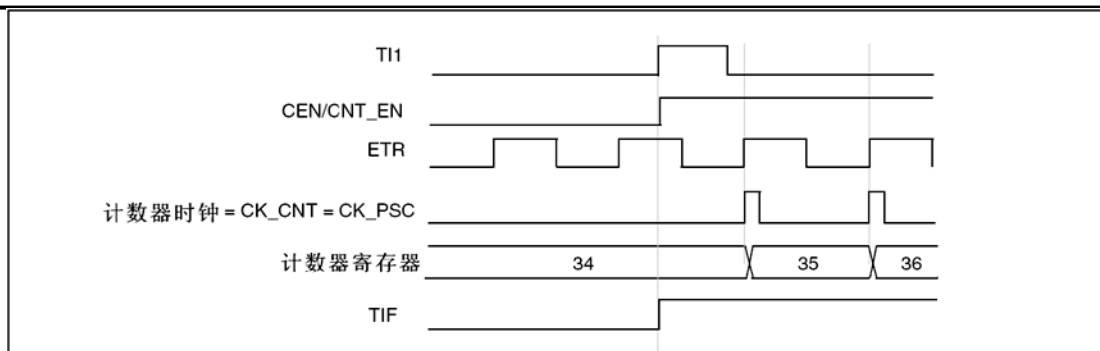 TI1
CEN/CNT_EN
ETR
计数器时钟 = CK_CNT = CK_PSC
计数器寄存器 34 35 36
TIF